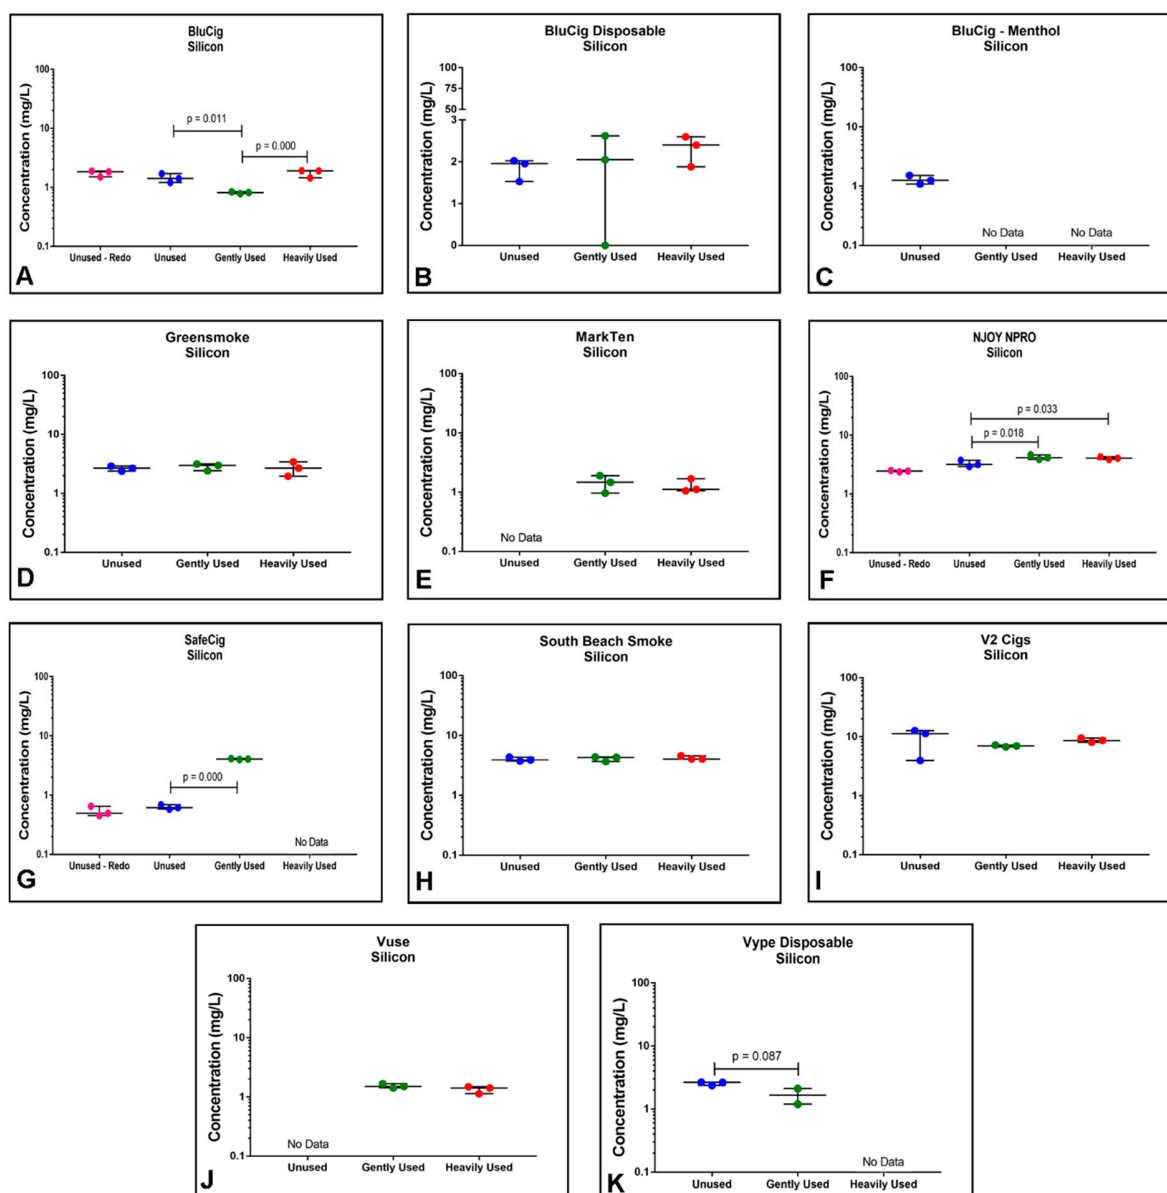 BluCig
Silicon
Concentration (mg/L)
100
10
1
0.1
p = 0.011
p = 0.000
Unused - Redo Unused Gently Used Heavily Used
A
BluCig Disposable
Silicon
Concentration (mg/L)
100
75
50
3
2
1
0
Unused Gently Used Heavily Used
B
BluCig - Menthol
Silicon
Concentration (mg/L)
100
10
1
0.1
No Data No Data
Unused Gently Used Heavily Used
C
Greensmoke
Silicon
Concentration (mg/L)
100
10
1
0.1
Unused Gently Used Heavily Used
D
MarkTen
Silicon
Concentration (mg/L)
100
10
1
0.1
No Data
Unused Gently Used Heavily Used
E
NJOY NPRO
Silicon
Concentration (mg/L)
100
10
1
0.1
p = 0.033
p = 0.018
Unused - Redo Unused Gently Used Heavily Used
F
SafeCig
Silicon
Concentration (mg/L)
100
10
1
0.1
p = 0.000
No Data
Unused - Redo Unused Gently Used Heavily Used
G
South Beach Smoke
Silicon
Concentration (mg/L)
100
10
1
0.1
Unused Gently Used Heavily Used
H
V2 Cigs
Silicon
Concentration (mg/L)
100
10
1
0.1
Unused Gently Used Heavily Used
I
Vuse
Silicon
Concentration (mg/L)
100
10
1
0.1
No Data
Unused Gently Used Heavily Used
J
Vype Disposable
Silicon
Concentration (mg/L)
100
10
1
0.1
p = 0.087
No Data
Unused Gently Used Heavily Used
K